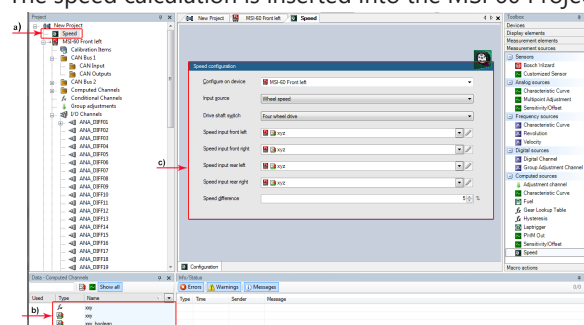 The speed calculation is inserted into the MSI-60 Project
Project
New Project
MSI-60 Front left
Speed
Toolbox
a)
New Project
Speed
MSI-60 Front left
Calibration Items
CAN Bus 1
CAN Input
CAN Outputs
CAN Bus 2
Computed Channels
Conditional Channels
Group adjustments
I/O Channels
ANA_DIFF01
ANA_DIFF02
ANA_DIFF03
ANA_DIFF04
ANA_DIFF05
ANA_DIFF06
ANA_DIFF07
ANA_DIFF08
ANA_DIFF09
ANA_DIFF10
ANA_DIFF11
ANA_DIFF12
ANA_DIFF13
ANA_DIFF14
ANA_DIFF15
ANA_DIFF16
ANA_DIFF17
ANA_DIFF18
ANA_DIFF19
c)
Speed configuration
Configure on device:
MSI-60 Front left
Input source
Wheel speed
Drive shaft switch
Four wheel drive
Speed input front left
xyz
Speed input front right
xyz
Speed input rear left
xyz
Speed input rear right
xyz
Speed difference
5 %
Configuration
Devices
Display elements
Measurement elements
Measurement sources
Sensors
Bosch Wizard
Customized Sensor
Analog sources
Characteristic Curve
Multipoint Adjustment
Sensitivity/Offset
Frequency sources
Characteristic Curve
Revolution
Velocity
Digital sources
Digital Channel
Group Adjustment Channel
Computed sources
Adjustment channel
Characteristic Curve
Fuel
Gear Lookup Table
Hysteresis
Laptrigger
PWM Out
Sensitivity/Offset
Speed
Macro actions
Data - Computed Channels
Show all
Used Type Name
b)
xxy
xxy
xxy_boolean
Info/Status
Errors
Warnings
Messages
0/0
Type Time Sender Message